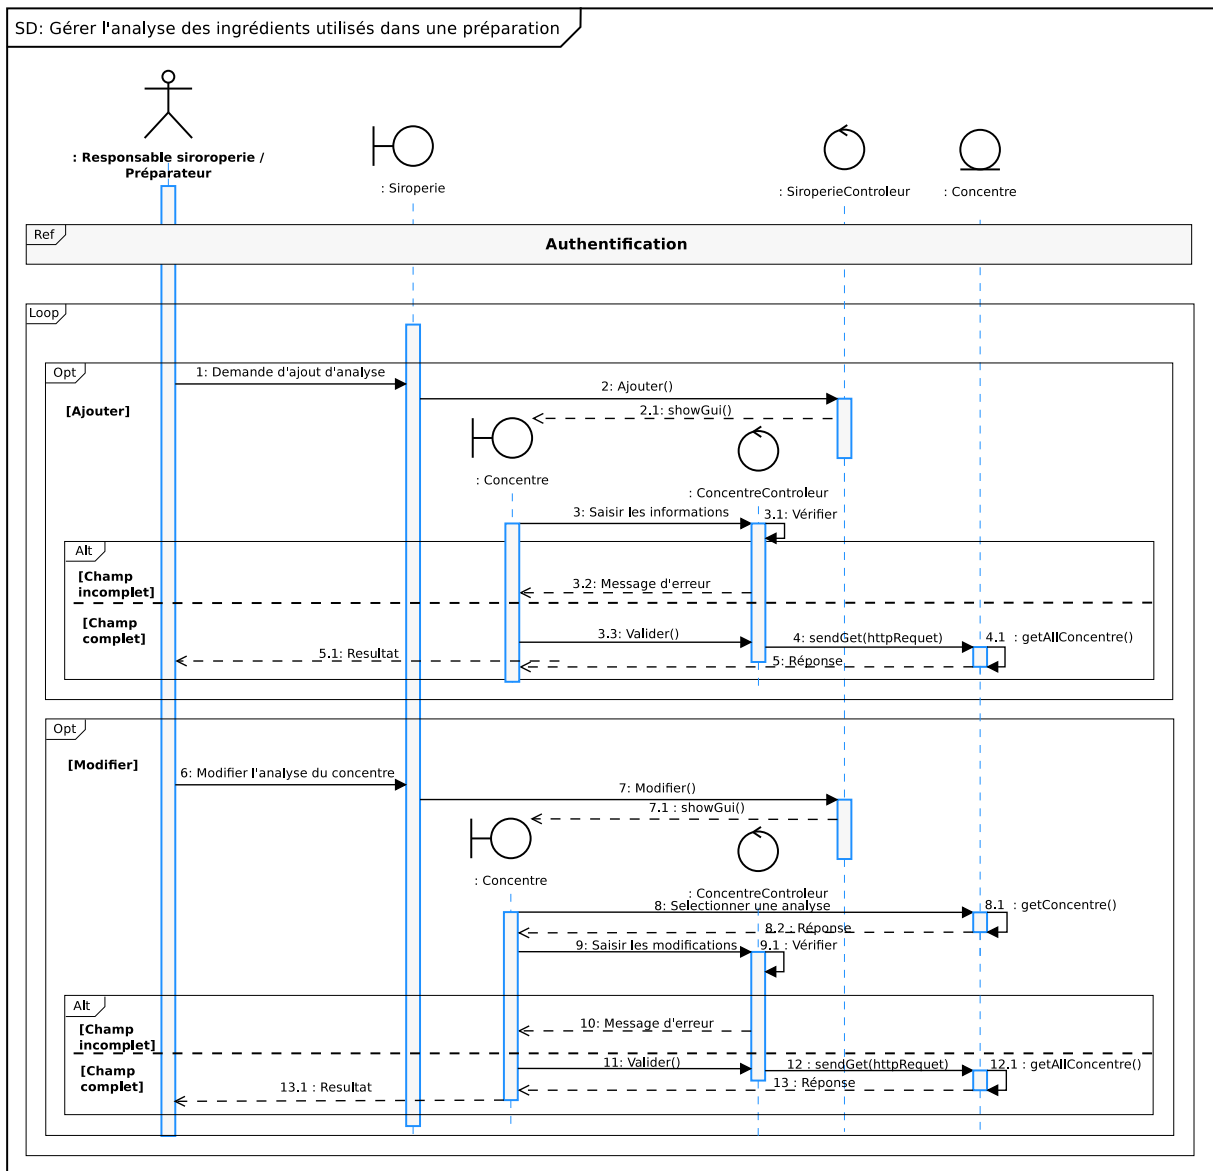 SD: Gérer l'analyse des ingrédients utilisés dans une préparation
: Responsable siroroperie /
Préparateur
: Siroperie
: SiroperieControleur
: Concentre
Ref
Authentification
Loop
Opt
1: Demande d'ajout d'analyse
2: Ajouter()
[Ajouter]
2.1: showGui()
: Concentre
: ConcentreControleur
3: Saisir les informations
3.1: Vérifier
Alt
[Champ
incomplet]
3.2: Message d'erreur
[Champ
complet]
3.3: Valider()
4: sendGet(httpRequet)
4.1 : getAllConcentre()
5.1: Resultat
5: Réponse
Opt
[Modifier]
6: Modifier l'analyse du concentre
7: Modifier()
7.1 : showGui()
: Concentre
: ConcentreControleur
8: Selectionner une analyse
8.1 : getConcentre()
8.2 : Réponse
9: Saisir les modifications
9.1 : Vérifier
Alt
[Champ
incomplet]
10: Message d'erreur
[Champ
complet]
11: Valider()
12 : sendGet(httpRequet)
12.1 : getAllConcentre()
13 : Réponse
13.1 : Resultat